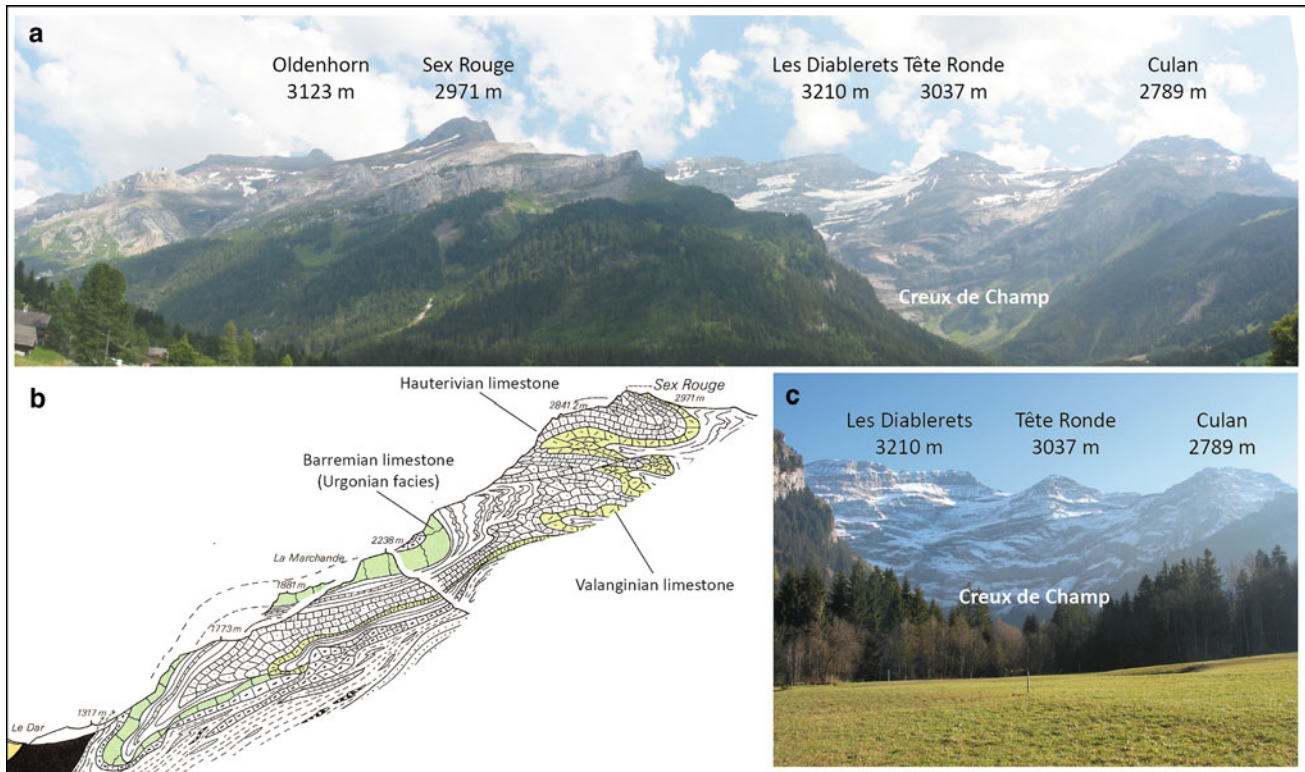 a
Oldenhorn
3123 m
Sex Rouge
2971 m
Les Diablerets
3210 m
Tête Ronde
3037 m
Culan
2789 m
Creux de Champ
b
Hauterivian limestone
Barremian limestone
(Urgonian facies)
Valanginian limestone
Sex Rouge
2971 m
2841.2 m
2238 m
La Marchande
1881 m
1773 m
1317 m
Le Dar
c
Les Diablerets
3210 m
Tête Ronde
3037 m
Culan
2789 m
Creux de Champ